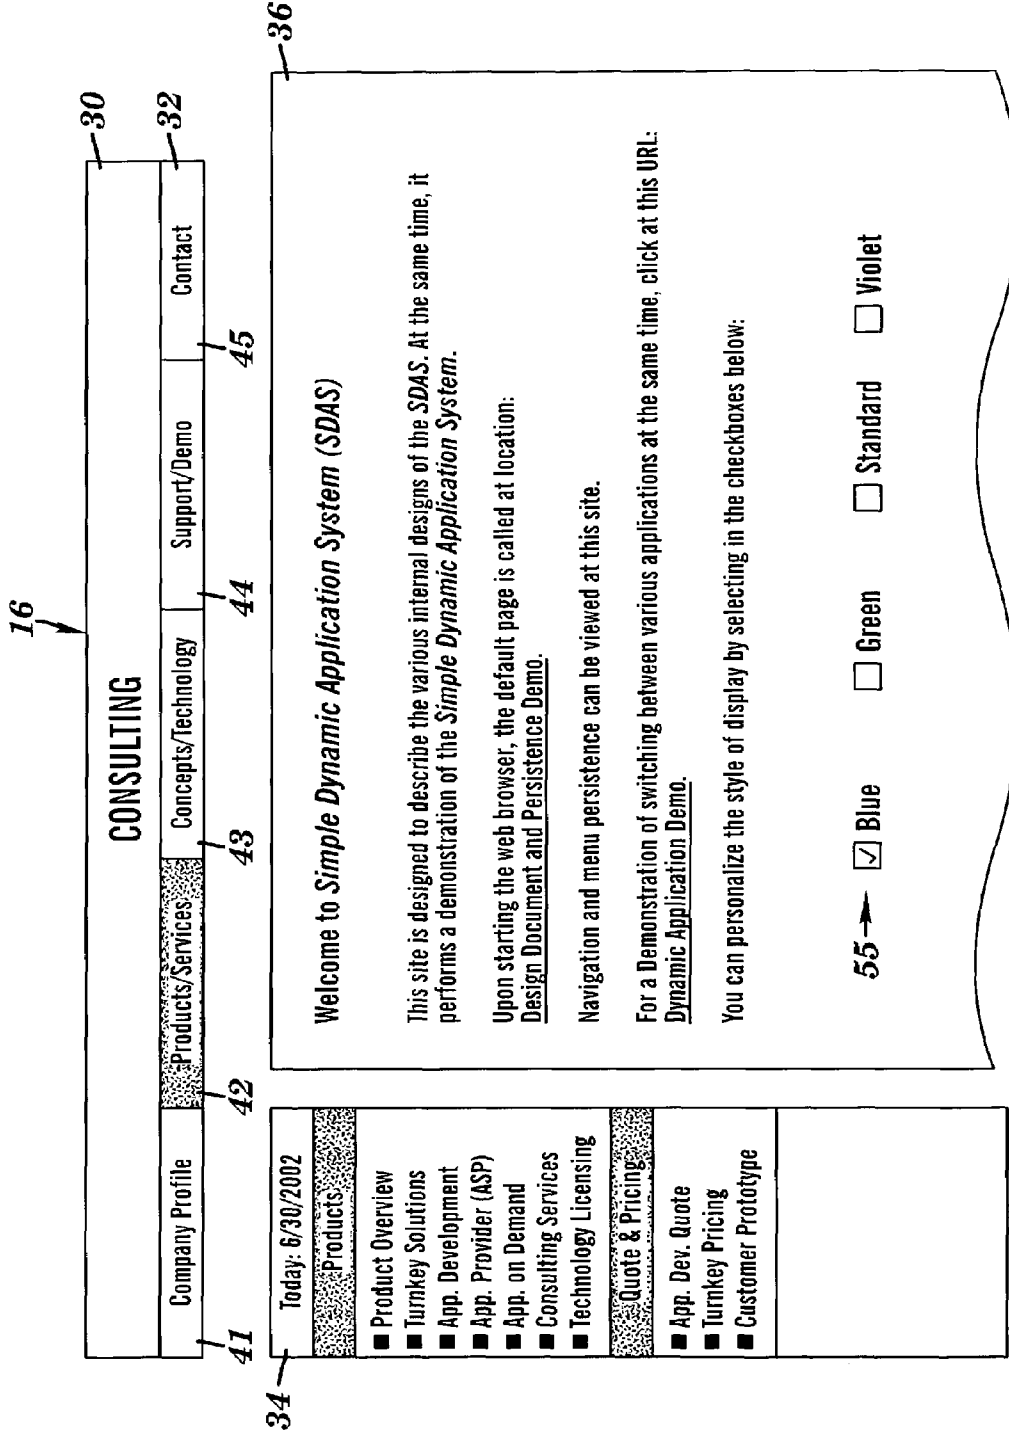 16
30
CONSULTING
32
Company Profile
Products/Services
Concepts/Technology
Support/Demo
Contact
41
42
43
44
45
34
Today: 6/30/2002
Products
■ Product Overview
■ Turnkey Solutions
■ App. Development
■ App. Provider (ASP)
■ App. on Demand
■ Consulting Services
■ Technology Licensing
Quote & Pricing
■ App. Dev. Quote
■ Turnkey Pricing
■ Customer Prototype
36
Welcome to Simple Dynamic Application System (SDAS)
This site is designed to describe the various internal designs of the SDAS. At the same time, it
performs a demonstration of the Simple Dynamic Application System.
Upon starting the web browser, the default page is called at location:
Design Document and Persistence Demo.
Navigation and menu persistence can be viewed at this site.
For a Demonstration of switching between various applications at the same time, click at this URL:
Dynamic Application Demo.
You can personalize the style of display by selecting in the checkboxes below:
55 ☑ Blue ☐ Green ☐ Standard ☐ Violet